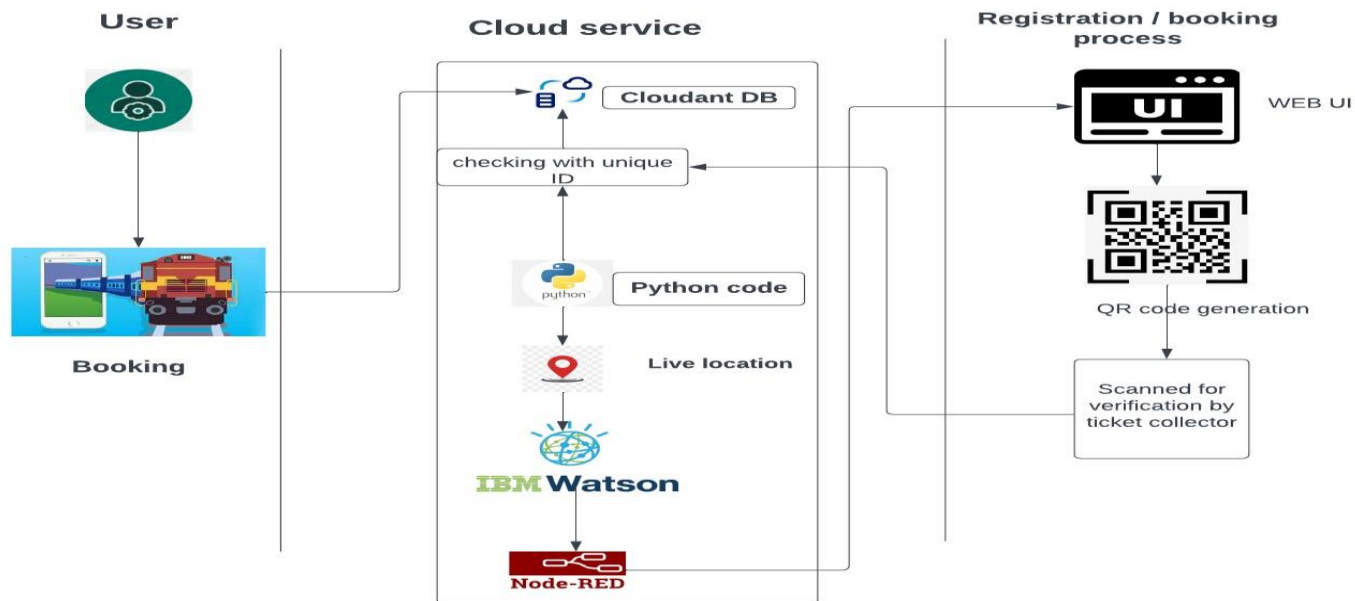 User
Cloud service
Registration / booking
process
Cloudant DB
UI
WEB UI
checking with unique
ID
python
Python code
QR code generation
Booking
Live location
Scanned for
verification by
ticket collector
IBM Watson
Node-RED